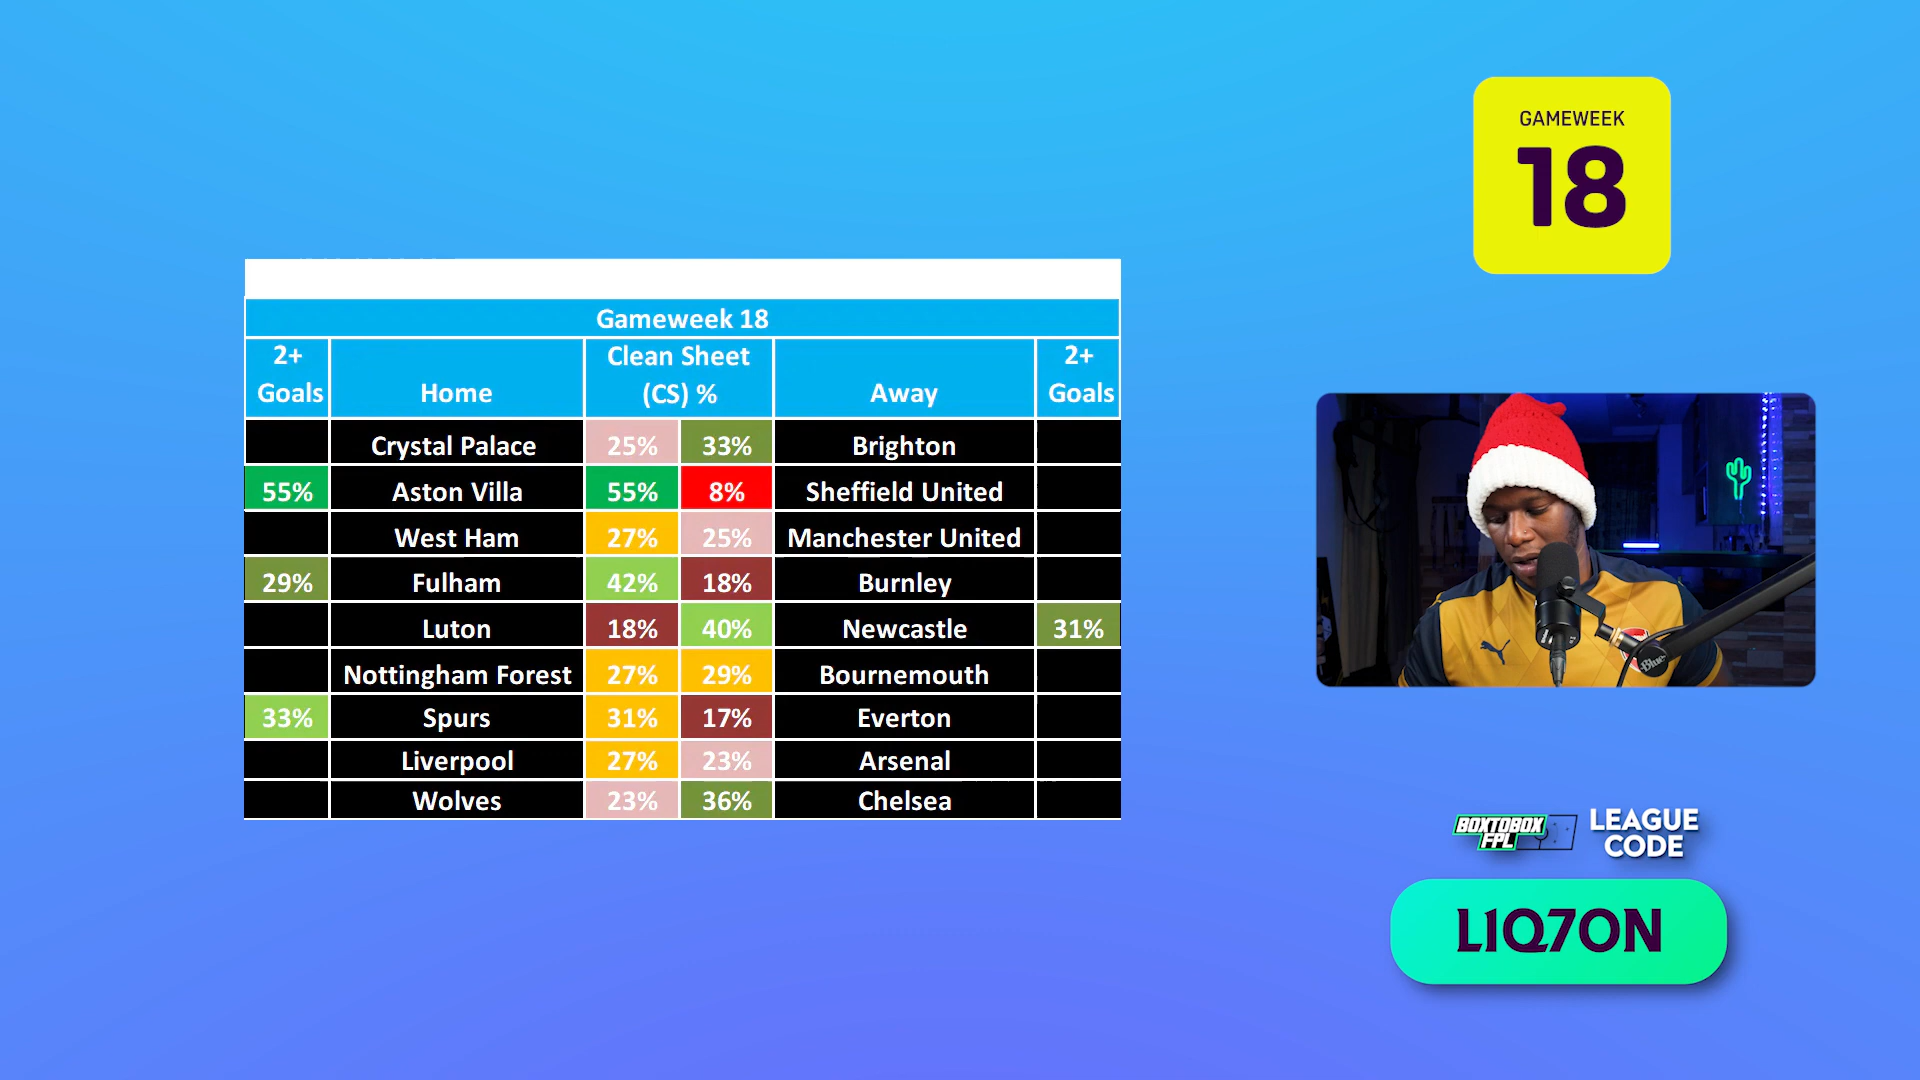 GAMEWEEK
18
Gameweek 18
2+ Goals Home Clean Sheet (CS) % Away 2+ Goals
Crystal Palace 25% 33% Brighton
55% Aston Villa 55% 8% Sheffield United
West Ham 27% 25% Manchester United
29% Fulham 42% 18% Burnley
Luton 18% 40% Newcastle 31%
Nottingham Forest 27% 29% Bournemouth
33% Spurs 31% 17% Everton
Liverpool 27% 23% Arsenal
Wolves 23% 36% Chelsea
Blue
BOXTOBOX
FPL
LEAGUE
CODE
L1Q7ON